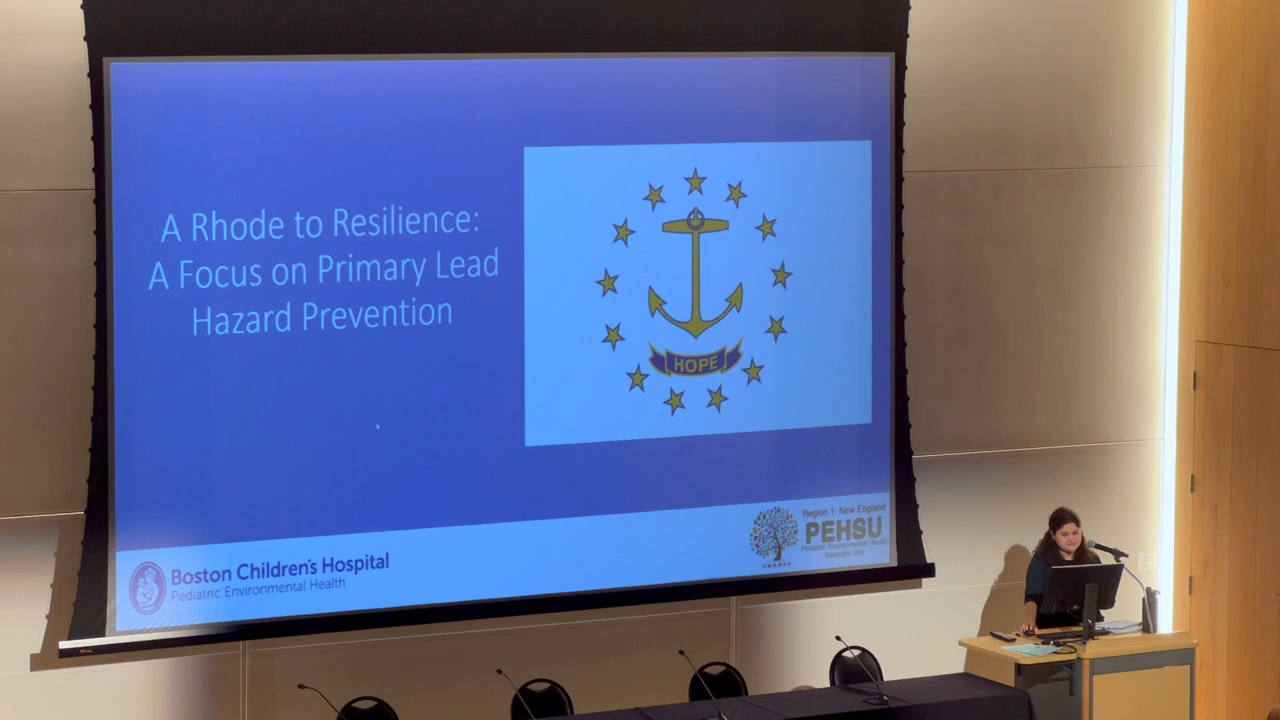 A Rhode to Resilience:
A Focus on Primary Lead
Hazard Prevention
HOPE
Boston Children's Hospital
Pediatric Environmental Health
Region 1: New England
PEHSU
Pediatric Environmental Health
Specialty Unit